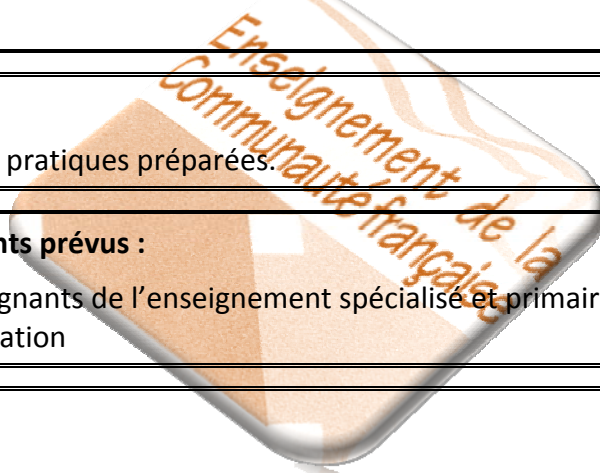 Enseignement de la
Communauté française
pratiques préparées.
nts prévus :
gnants de l’enseignement spécialisé et primair
ation